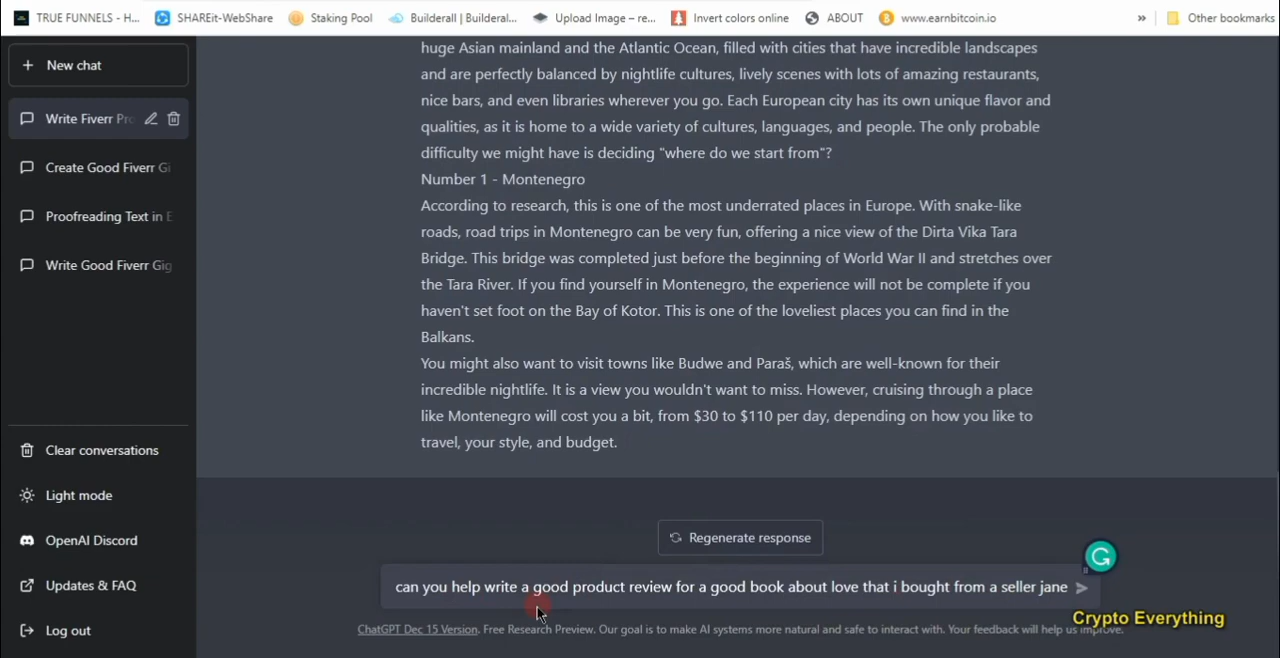 TRUE FUNNELS - H...
SHAREit-WebShare
Staking Pool
Builderall | Builderal...
Upload Image – re...
Invert colors online
ABOUT
www.earnbitcoin.io
»
Other bookmarks
+ New chat
Write Fiverr Pro
Create Good Fiverr Gi
Proofreading Text in E
Write Good Fiverr Gig
Clear conversations
Light mode
OpenAI Discord
Updates & FAQ
Log out
huge Asian mainland and the Atlantic Ocean, filled with cities that have incredible landscapes
and are perfectly balanced by nightlife cultures, lively scenes with lots of amazing restaurants,
nice bars, and even libraries wherever you go. Each European city has its own unique flavor and
qualities, as it is home to a wide variety of cultures, languages, and people. The only probable
difficulty we might have is deciding "where do we start from"?
Number 1 - Montenegro
According to research, this is one of the most underrated places in Europe. With snake-like
roads, road trips in Montenegro can be very fun, offering a nice view of the Dirta Vika Tara
Bridge. This bridge was completed just before the beginning of World War II and stretches over
the Tara River. If you find yourself in Montenegro, the experience will not be complete if you
haven't set foot on the Bay of Kotor. This is one of the loveliest places you can find in the
Balkans.
You might also want to visit towns like Budwe and Paraš, which are well-known for their
incredible nightlife. It is a view you wouldn't want to miss. However, cruising through a place
like Montenegro will cost you a bit, from $30 to $110 per day, depending on how you like to
travel, your style, and budget.
Regenerate response
can you help write a good product review for a good book about love that i bought from a seller jane
Crypto Everything
ChatGPT Dec 15 Version. Free Research Preview. Our goal is to make AI systems more natural and safe to interact with. Your feedback will help us improve.